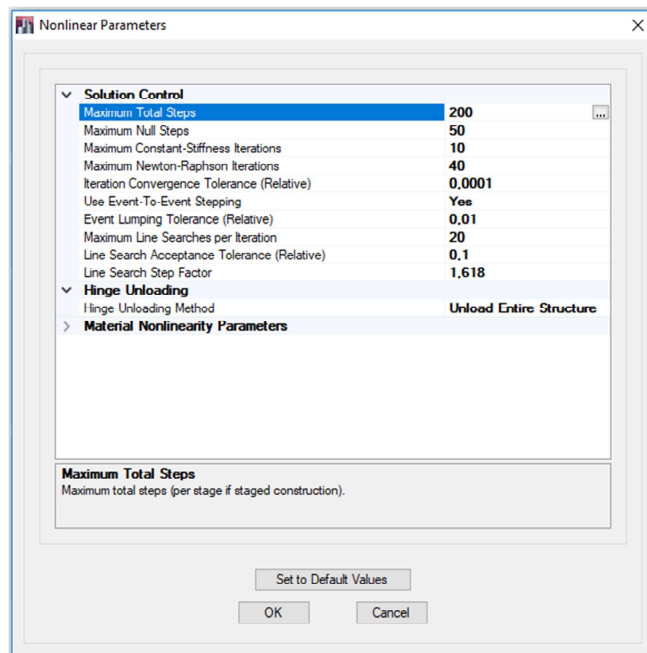 Nonlinear Parameters
Solution Control
Maximum Total Steps 200 ...
Maximum Null Steps 50
Maximum Constant-Stiffness Iterations 10
Maximum Newton-Raphson Iterations 40
Iteration Convergence Tolerance (Relative) 0,0001
Use Event-To-Event Stepping Yes
Event Lumping Tolerance (Relative) 0,01
Maximum Line Searches per Iteration 20
Line Search Acceptance Tolerance (Relative) 0,1
Line Search Step Factor 1,618
Hinge Unloading
Hinge Unloading Method Unload Entire Structure
Material Nonlinearity Parameters
Maximum Total Steps
Maximum total steps (per stage if staged construction).
Set to Default Values
OK Cancel